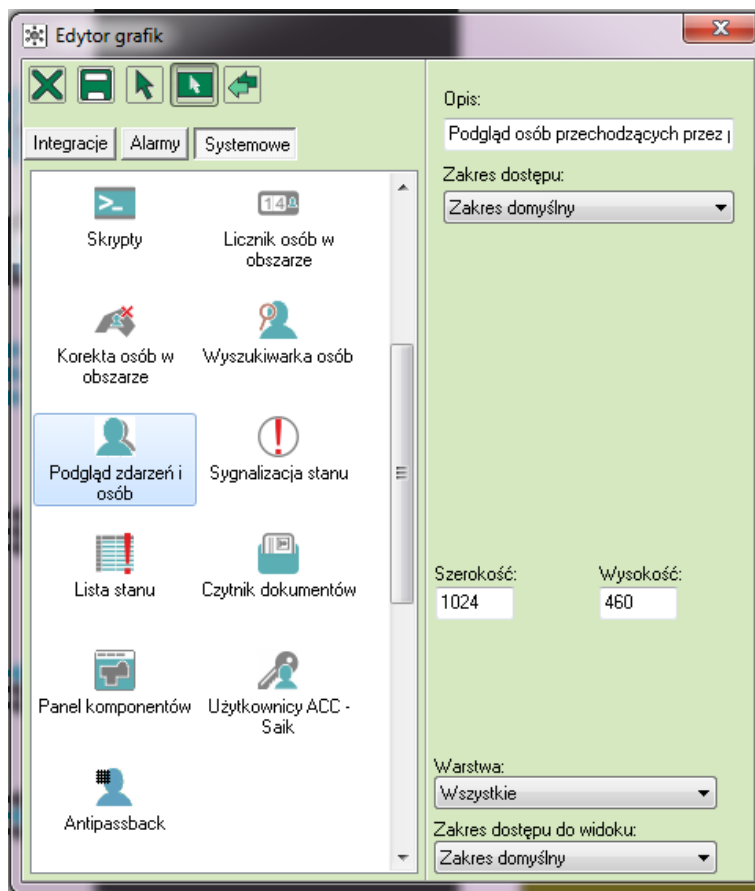 Edytor grafik
Integracje Alarmy Systemowe
Skrypty
Licznik osób w
obszarze
Korekta osób w
obszarze
Wyszukiwarka osób
Podgląd zdarzeń i
osób
Sygnalizacja stanu
Lista stanu
Czytnik dokumentów
Panel komponentów
Użytkownicy ACC -
Saik
Antipassback
Opis:
Podgląd osób przechodzących przez
Zakres dostępu:
Zakres domyślny
Szerokość: Wysokość:
1024 460
Warstwa:
Wszystkie
Zakres dostępu do widoku:
Zakres domyślny